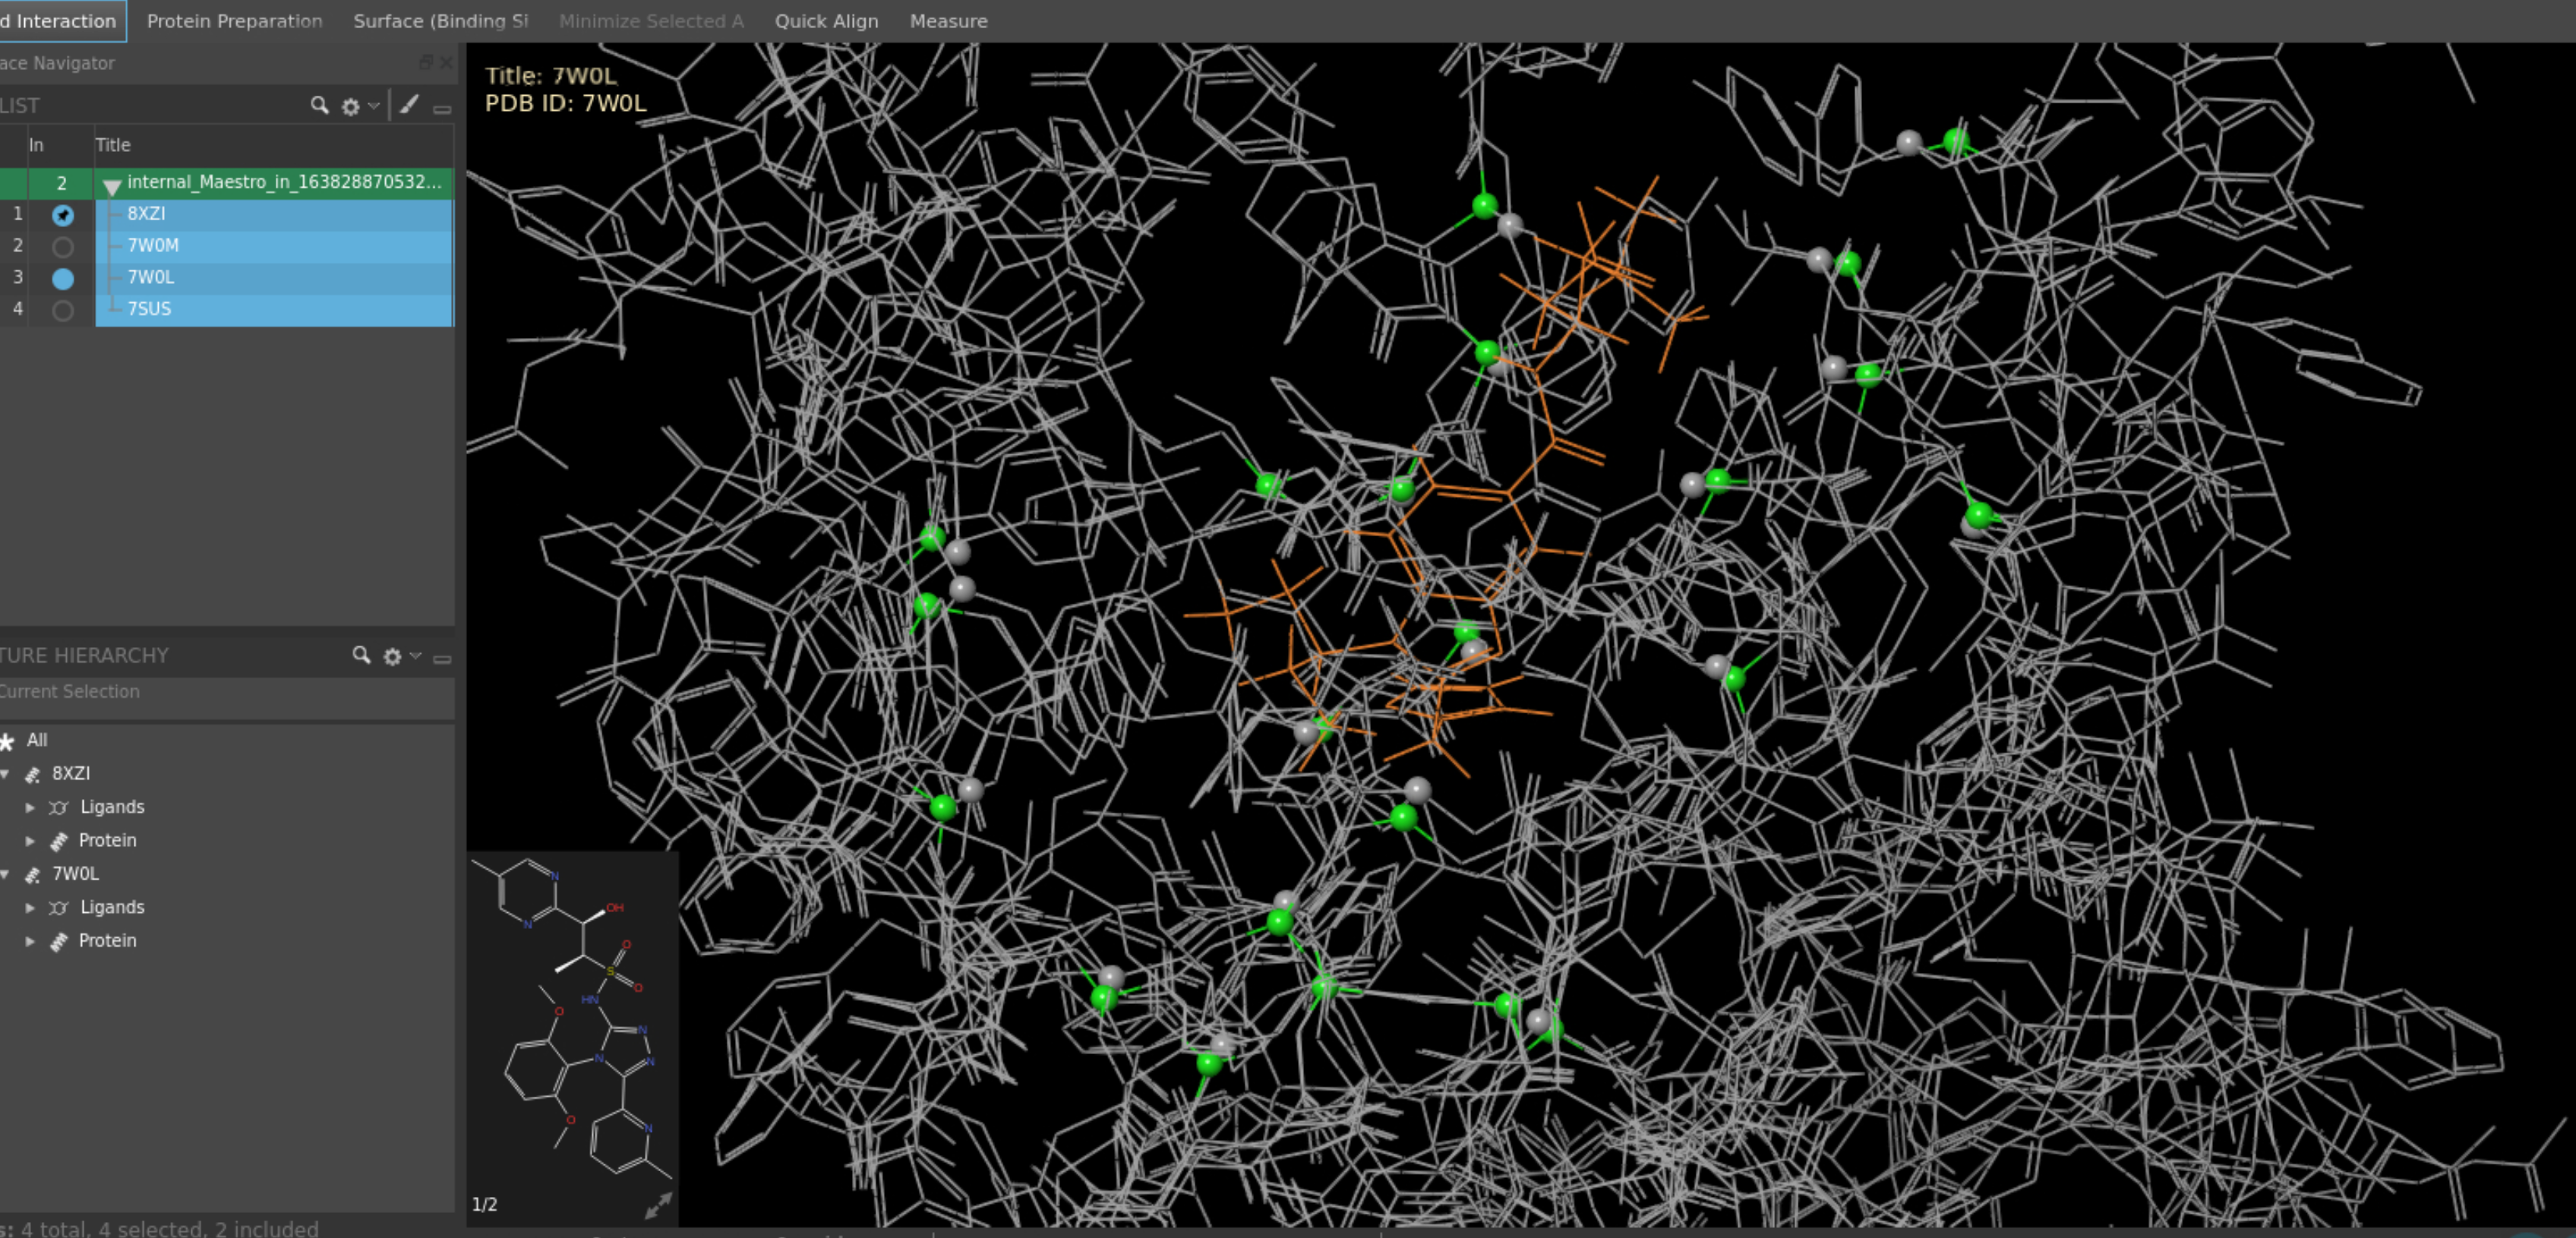 d Interaction Protein Preparation Surface (Binding Si Minimize Selected A Quick Align Measure
ace Navigator
LIST
In Title
2 internal_Maestro_in_163828870532...
1 8XZI
2 7W0M
3 7W0L
4 7SUS
TURE HIERARCHY
Current Selection
All
8XZI
Ligands
Protein
7W0L
Ligands
Protein
s: 4 total, 4 selected, 2 included
Title: 7W0L
PDB ID: 7W0L
N
N
OH
O
S
O
HN
O
N
N
N
O
N
1/2